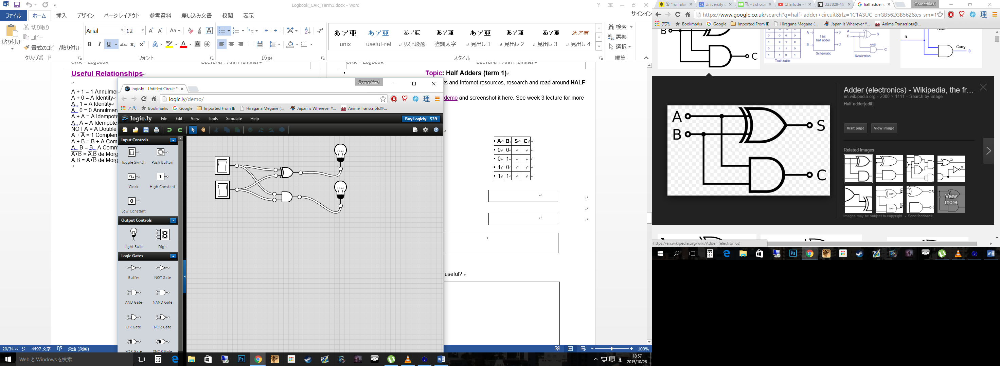 Logbook_CAR_Term1.docx - Word
ファイル
ホーム
挿入
デザイン
ページ レイアウト
参考資料
差し込み文書
校閲
表示
サインイン
貼り付け
切り取り
コピー
書式のコピー/貼り付け
クリップボード
Arial
12
フォント
段落
あア亜
あア亜
あア亜
あア亜
あア亜
あア亜
あア亜
あア亜
unix
useful-rel
リスト段落
強調太字
見出し 1
見出し 2
見出し 3
見出し 4
スタイル
検索
置換
選択
編集
Useful Relationships
A + 1 = 1 Annulmen
A + 0 = A Identity
A . 1 = A Identity
A . 0 = 0 Annulmen
A + A = A Idempote
A . A = A Idempote
NOT A̅ = A Double
A + A̅ = 1 Complem
A + B = B + A Com
A . B = B . A Comm
A̅+̅B̅ = A̅.B̅ de Morg
A̅.̅B̅ = A̅+B̅ de Morg
Topic: Half Adders (term 1)
ks and Internet resources, research and read around HALF
/demo and screenshot it here. See week 3 lecture for more
A B S C
0 0
0 1
1 0
1 1
useful?
Oomathias1
logic.ly - Untitled Circuit *
logic.ly/demo/
アプリ
Bookmarks
Google
Imported From IE
Hiragana Megane (...
Japan is Wherever Y...
Anime Transcripts@...
logic.ly
File
Edit
View
Tools
Simulate
Help
Buy Logicly - $39
Input Controls
Toggle Switch
Push Button
Clock
High Constant
1
0
Low Constant
Output Controls
Light Bulb
Digit
Logic Gates
Buffer
NOT Gate
AND Gate
NAND Gate
OR Gate
NOR Gate
XOR Gate
XNOR Gate
20/34 ページ
4497 文字
英語 (英国)
100%
Web と Windows を検索
18:57
2015/10/26
沿 "run alor
University o
務 - Jisho.o
Charlotte -
U23829-15
half adder c
Oomathias1
https://www.google.co.uk/search?q=half+adder+circuit&rlz=1C1ASUC_enGB562GB562&es_sm=1
アプリ
Bookmarks
Google
Imported From IE
Hiragana Megane (...
Japan is Wherever Y...
Anime Transcripts@...
B
C
0 0 0 0
0 1 1 0
1 1 0 1
Truth table
1 bit
half adder
Schematic
AND
Realization
B
Carry
0
Adder (electronics) - Wikipedia, the fr...
en.wikipedia.org - 2000 × 1111 - Search by image
Half adder[edit]
Visit page
View image
Related images:
View
more
Images may be subject to copyright. - Send feedback
A
B
S
C
https://en.wikipedia.org/wiki/Adder_(electronics)